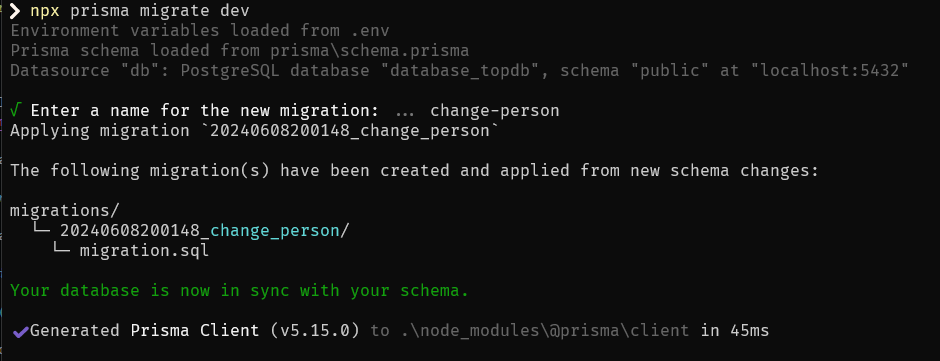 ❯ npx prisma migrate dev
Environment variables loaded from .env
Prisma schema loaded from prisma\schema.prisma
Datasource "db": PostgreSQL database "database_topdb", schema "public" at "localhost:5432"
√ Enter a name for the new migration: ... change-person
Applying migration `20240608200148_change_person`
The following migration(s) have been created and applied from new schema changes:
migrations/
└─ 20240608200148_change_person/
└─ migration.sql
Your database is now in sync with your schema.
✔Generated Prisma Client (v5.15.0) to .\node_modules\@prisma\client in 45ms